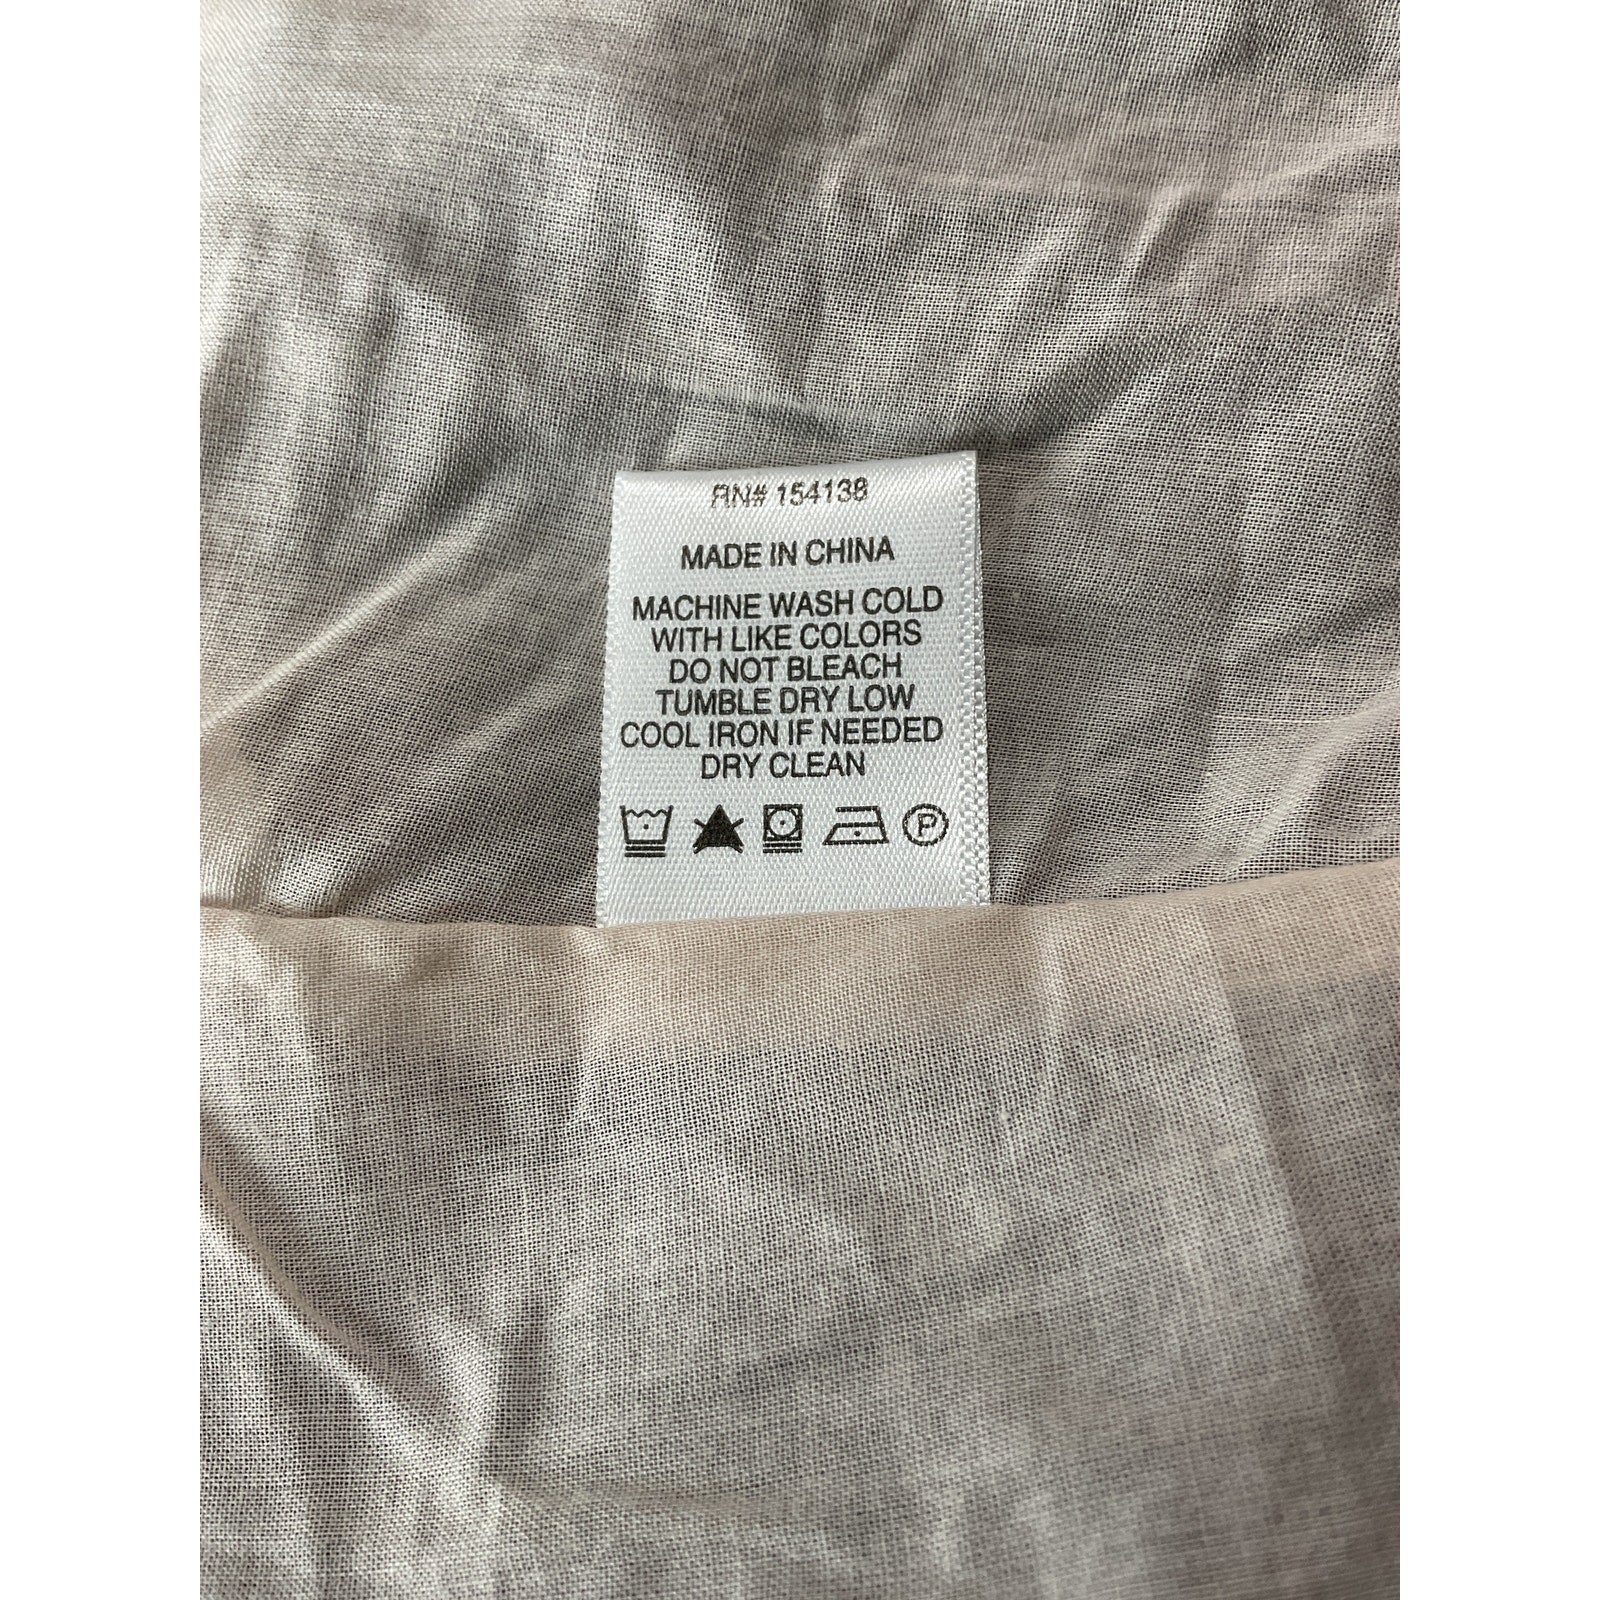 RN# 154138
MADE IN CHINA
MACHINE WASH COLD
WITH LIKE COLORS
DO NOT BLEACH
TUMBLE DRY LOW
COOL IRON IF NEEDED
DRY CLEAN
P